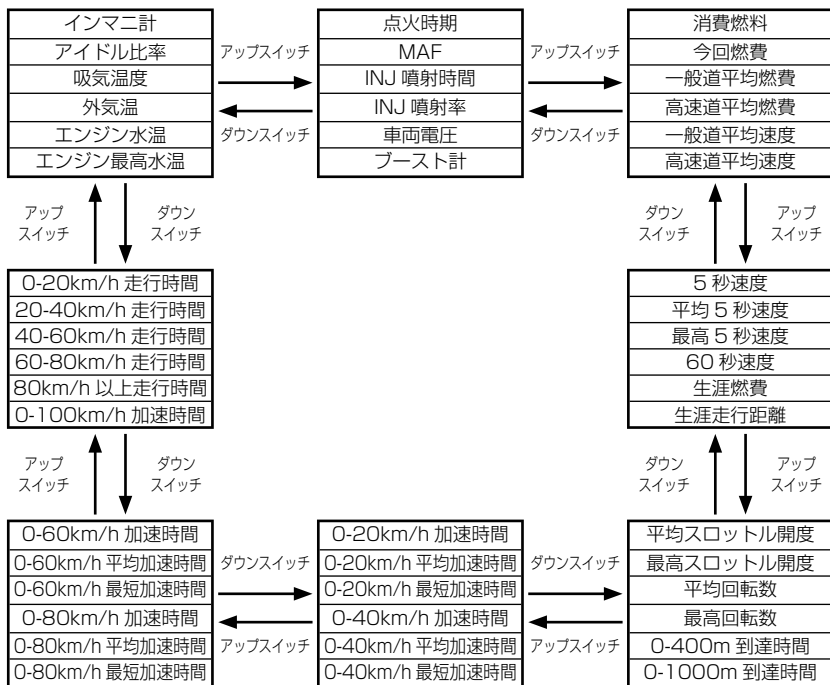 インマニ計
アイドル比率
吸気温度
外気温
エンジン水温
エンジン最高水温
アップスイッチ
ダウンスイッチ
点火時期
MAF
INJ 噴射時間
INJ 噴射率
車両電圧
ブースト計
アップスイッチ
ダウンスイッチ
消費燃料
今回燃費
一般道平均燃費
高速道平均燃費
一般道平均速度
高速道平均速度
アップ
スイッチ
ダウン
スイッチ
ダウン
スイッチ
アップ
スイッチ
0-20km/h 走行時間
20-40km/h 走行時間
40-60km/h 走行時間
60-80km/h 走行時間
80km/h 以上走行時間
0-100km/h 加速時間
5 秒速度
平均 5 秒速度
最高 5 秒速度
60 秒速度
生涯燃費
生涯走行距離
アップ
スイッチ
ダウン
スイッチ
ダウン
スイッチ
アップ
スイッチ
0-60km/h 加速時間
0-60km/h 平均加速時間
0-60km/h 最短加速時間
0-80km/h 加速時間
0-80km/h 平均加速時間
0-80km/h 最短加速時間
ダウンスイッチ
アップスイッチ
0-20km/h 加速時間
0-20km/h 平均加速時間
0-20km/h 最短加速時間
0-40km/h 加速時間
0-40km/h 平均加速時間
0-40km/h 最短加速時間
ダウンスイッチ
アップスイッチ
平均スロットル開度
最高スロットル開度
平均回転数
最高回転数
0-400m 到達時間
0-1000m 到達時間